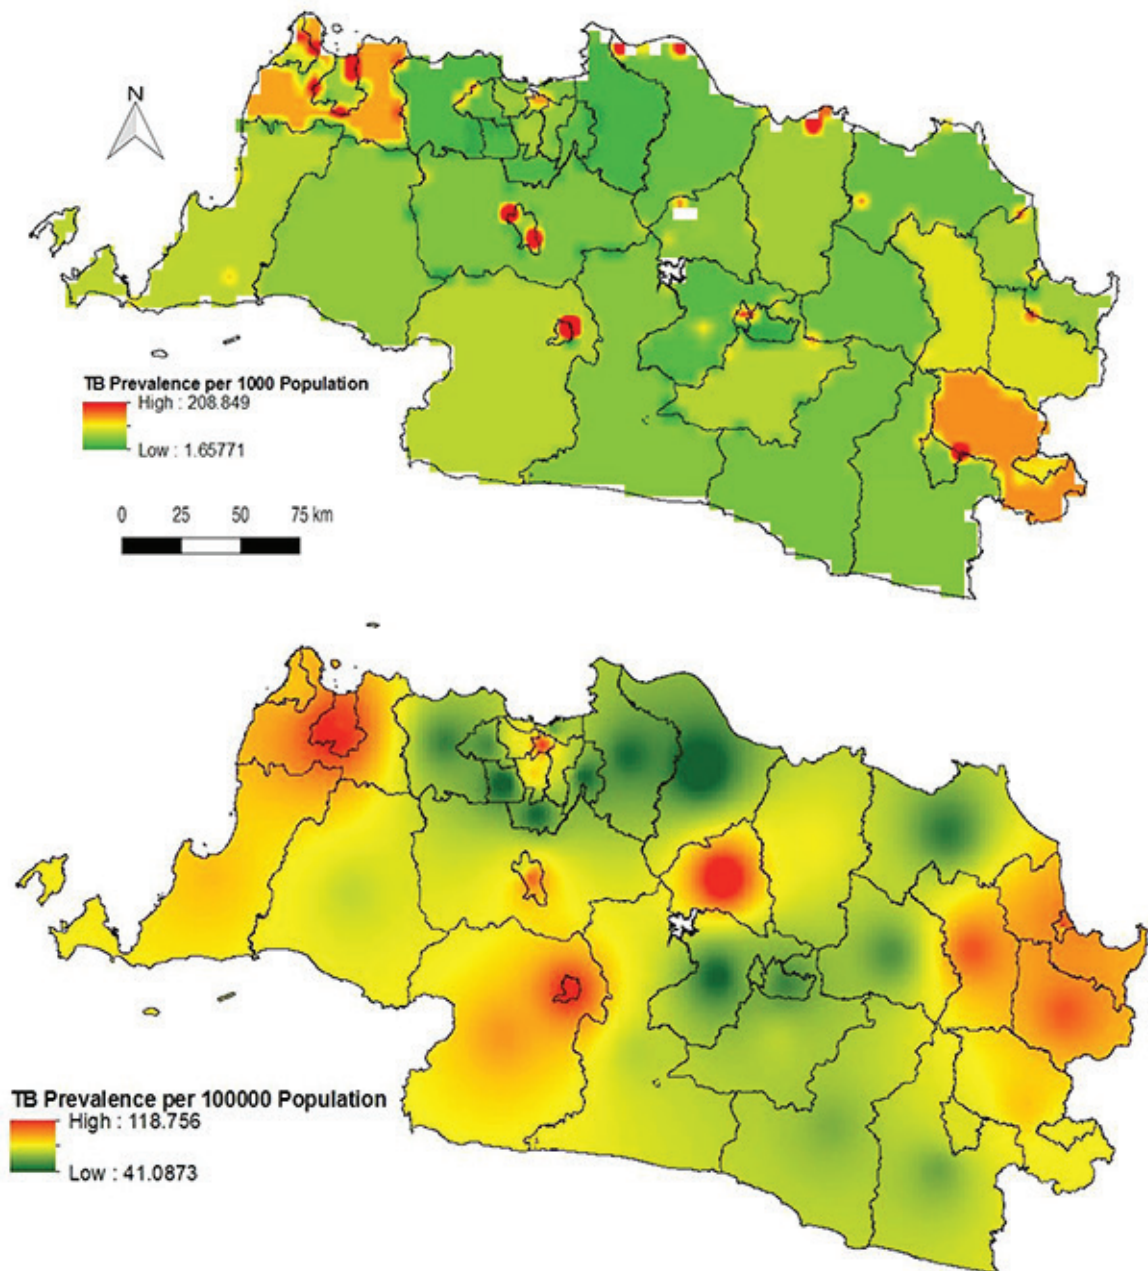 N
TB Prevalence per 1000 Population
High : 208.849
Low : 1.65771
0 25 50 75 km
TB Prevalence per 100000 Population
High : 118.756
Low : 41.0873